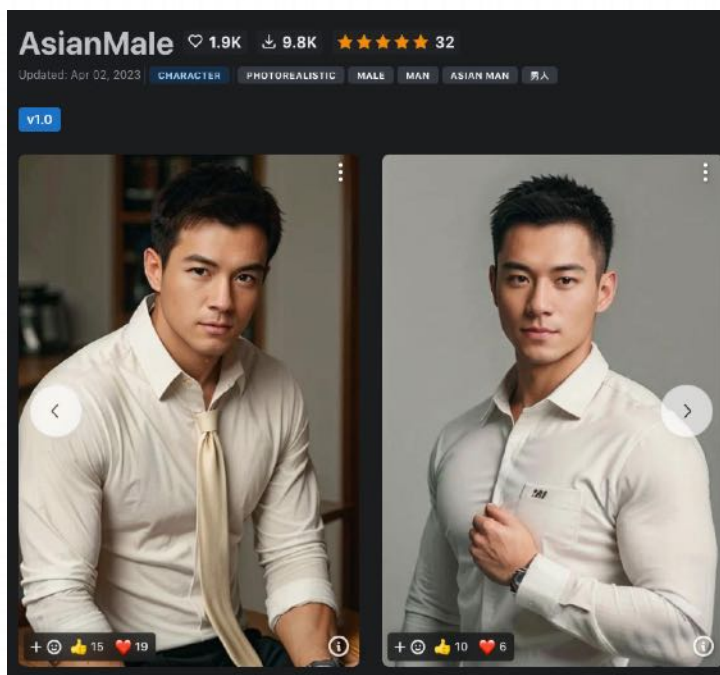 AsianMale 1.9K 9.8K 32
Updated: Apr 02, 2023 CHARACTER PHOTOREALISTIC MALE MAN ASIAN MAN 男人
v1.0
+ 15 19
+ 10 6